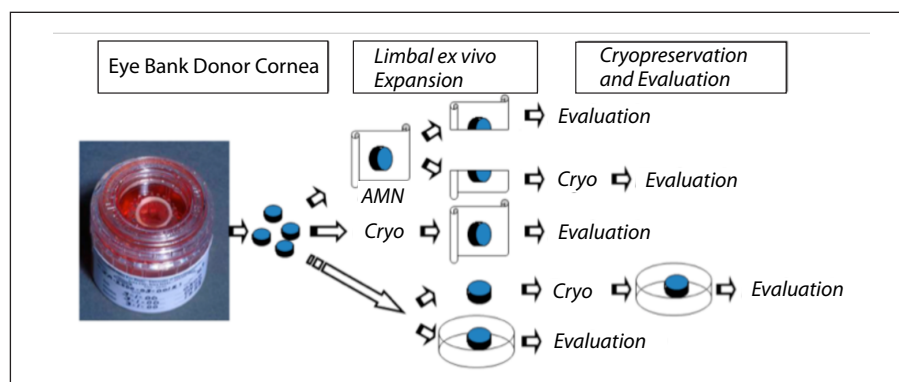 Eye Bank Donor Cornea
Limbal ex vivo
Expansion
Cryopreservation
and Evaluation
Evaluation
AMN
Cryo
Evaluation
Cryo
Evaluation
Cryo
Evaluation
Evaluation